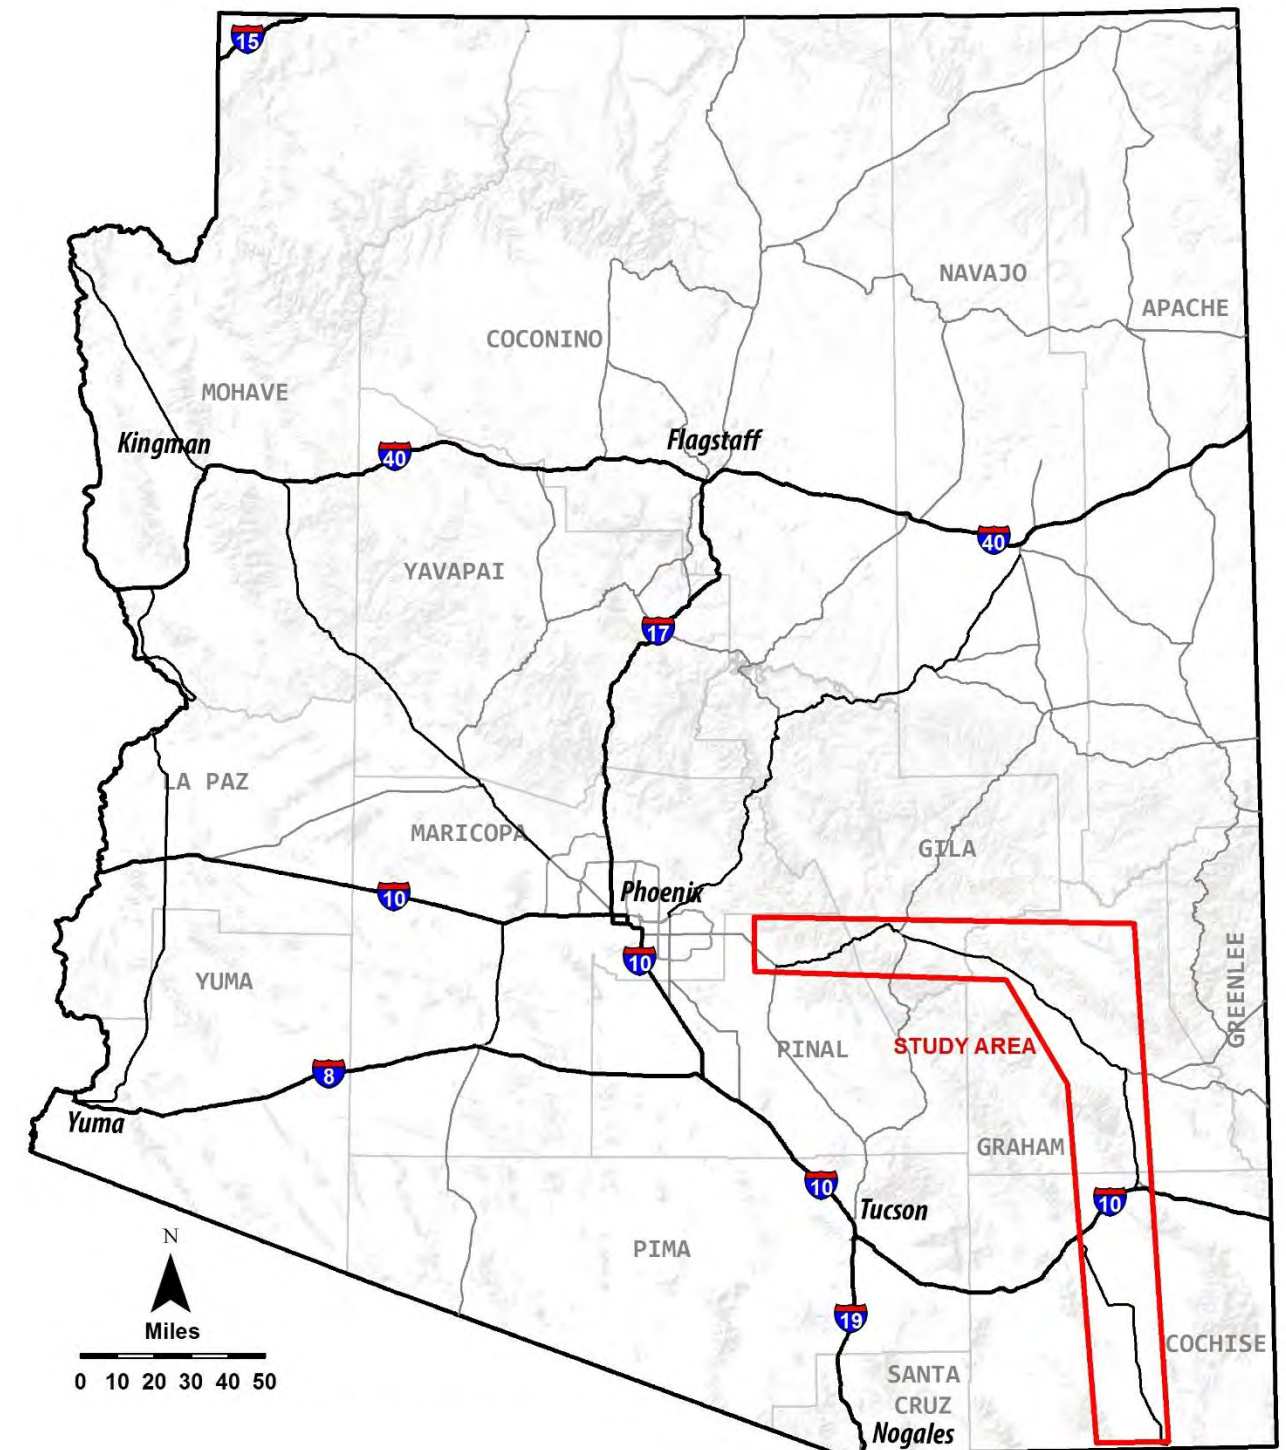 15
NAVAJO
APACHE
COCONINO
MOHAVE
Kingman
Flagstaff
40
40
YAVAPAI
17
LA PAZ
MARICOPA
GILA
Phoenix
10
10
YUMA
GREENLEE
PINAL
STUDY AREA
8
Yuma
GRAHAM
10
10
Tucson
N
PIMA
Miles
19
0 10 20 30 40 50
COCHISE
SANTA
CRUZ
Nogales